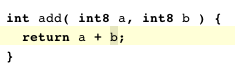 int add( int8 a, int8 b ) {
  return a + b;
}